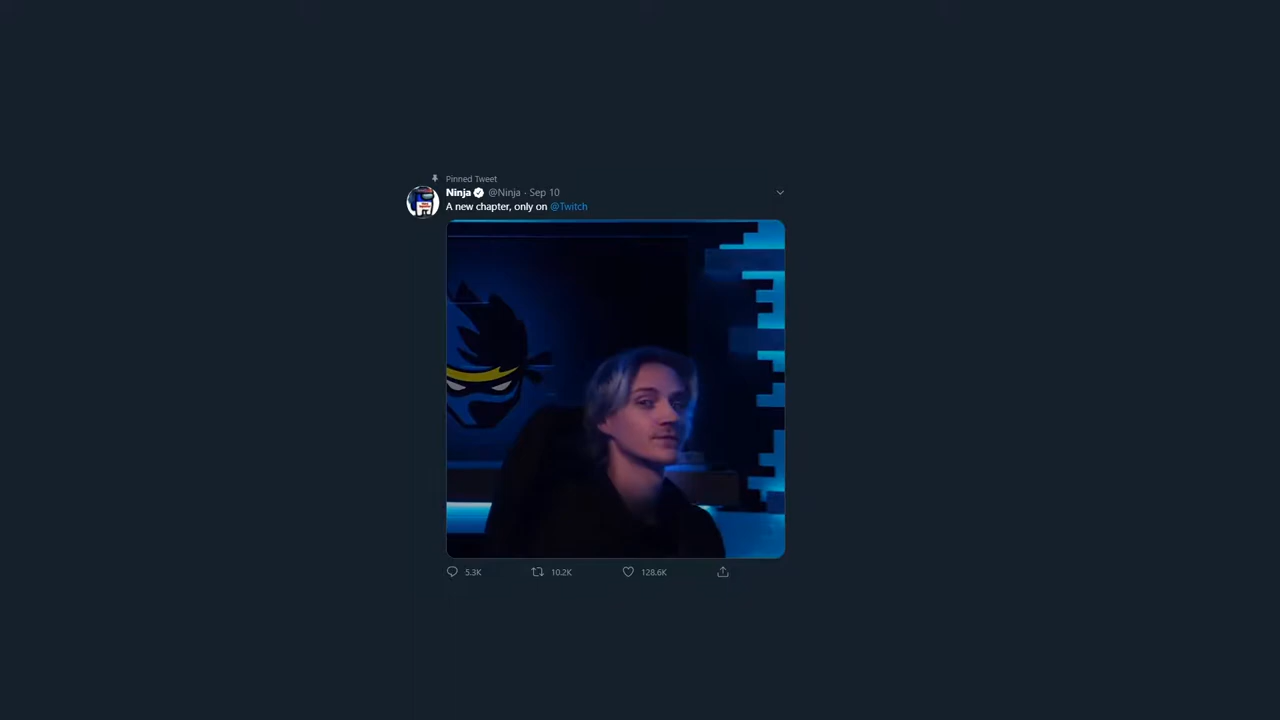 Pinned Tweet
Ninja @Ninja · Sep 10
A new chapter, only on @Twitch
5.3K 10.2K 128.6K